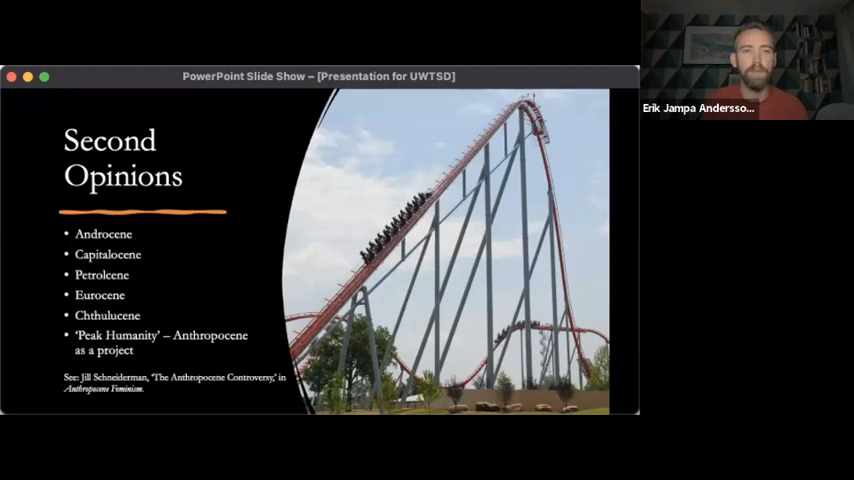 PowerPoint Slide Show – [Presentation for UWTSD]
Erik Jampa Andersso...
Second
Opinions
• Androcene
• Capitalocene
• Petrolcene
• Eurocene
• Chthulucene
• ‘Peak Humanity’ – Anthropocene
as a project
See: Jill Schneiderman, ‘The Anthropocene Controversy,’ in
Anthropocene Feminism.